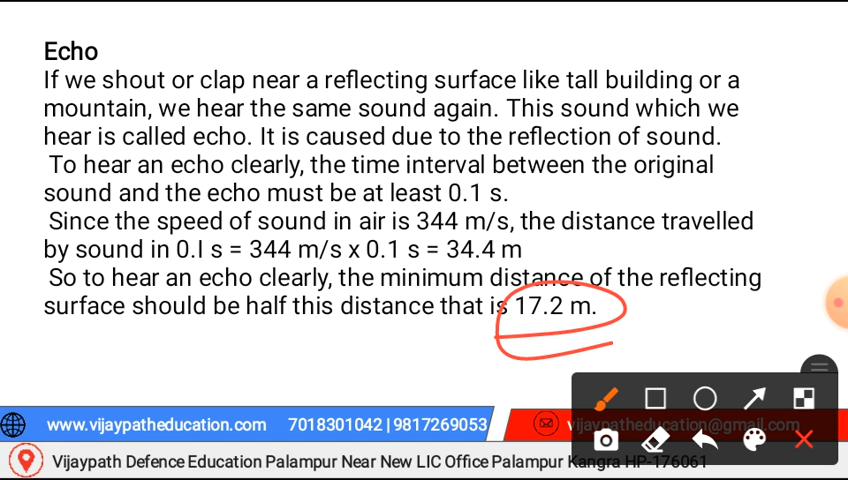 Echo
If we shout or clap near a reflecting surface like tall building or a
mountain, we hear the same sound again. This sound which we
hear is called echo. It is caused due to the reflection of sound.
To hear an echo clearly, the time interval between the original
sound and the echo must be at least 0.1 s.
Since the speed of sound in air is 344 m/s, the distance travelled
by sound in 0.I s = 344 m/s x 0.1 s = 34.4 m
So to hear an echo clearly, the minimum distance of the reflecting
surface should be half this distance that is 17.2 m.
www.vijaypatheducation.com 7018301042 | 9817269053 vijaypatheducation@gmail.com
Vijaypath Defence Education Palampur Near New LIC Office Palampur Kangra HP-176061